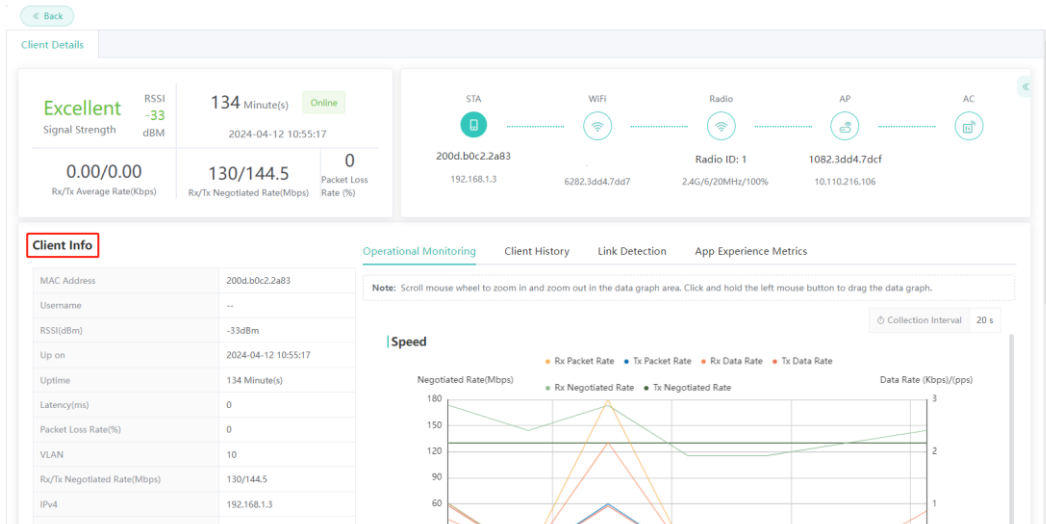 « Back
Client Details
Excellent
Signal Strength
RSSI
-33
dBM
134 Minute(s)
Online
2024-04-12 10:55:17
0.00/0.00
Rx/Tx Average Rate(Kbps)
130/144.5
Rx/Tx Negotiated Rate(Mbps)
0
Packet Loss
Rate (%)
STA
WiFi
Radio
AP
AC
200d.b0c2.2a83
Radio ID: 1
1082.3dd4.7dcf
192.168.1.3
6282.3dd4.7dd7
2.4G/6/20MHz/100%
10.110.216.106
«
Client Info
MAC Address 200d.b0c2.2a83
Username --
RSSI(dBm) -33dBm
Up on 2024-04-12 10:55:17
Uptime 134 Minute(s)
Latency(ms) 0
Packet Loss Rate(%) 0
VLAN 10
Rx/Tx Negotiated Rate(Mbps) 130/144.5
IPv4 192.168.1.3
Operational Monitoring Client History Link Detection App Experience Metrics
Note: Scroll mouse wheel to zoom in and zoom out in the data graph area. Click and hold the left mouse button to drag the data graph.
Collection Interval 20 s
Speed
Rx Packet Rate Tx Packet Rate Rx Data Rate Tx Data Rate
Rx Negotiated Rate Tx Negotiated Rate
Negotiated Rate(Mbps)
Data Rate (Kbps)/(pps)
180
150
120
90
60
3
2
1